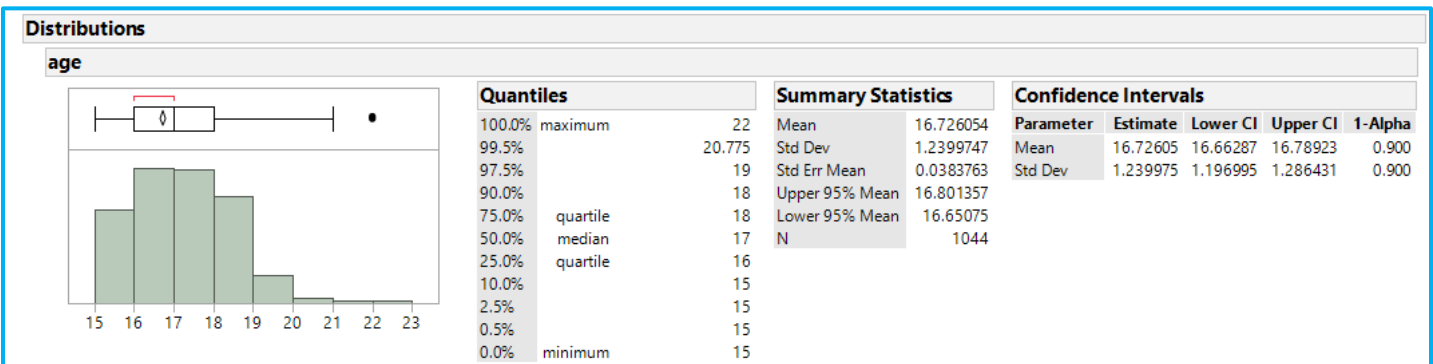 Distributions
age
15 16 17 18 19 20 21 22 23
Quantiles
100.0% maximum 22
99.5% 20.775
97.5% 19
90.0% 18
75.0% quartile 18
50.0% median 17
25.0% quartile 16
10.0% 15
2.5% 15
0.5% 15
0.0% minimum 15
Summary Statistics
Mean 16.726054
Std Dev 1.2399747
Std Err Mean 0.0383763
Upper 95% Mean 16.801357
Lower 95% Mean 16.65075
N 1044
Confidence Intervals
Parameter Estimate Lower CI Upper CI 1-Alpha
Mean 16.72605 16.66287 16.78923 0.900
Std Dev 1.239975 1.196995 1.286431 0.900